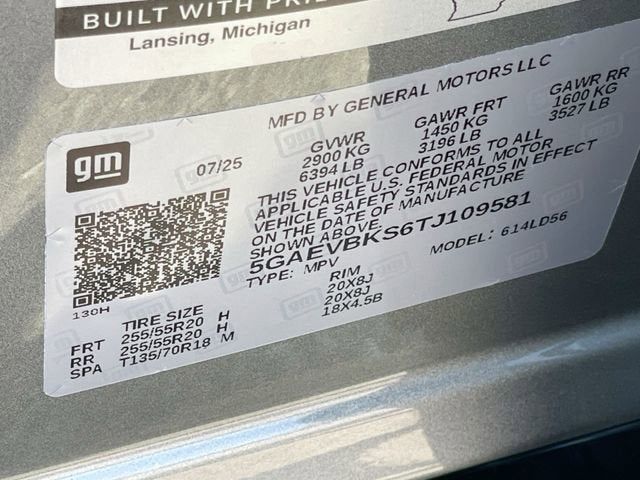 BUILT WITH
Lansing, Michigan
MFD BY GENERAL MOTORS LLC
gm
07/25
GVWR GAWR FRT GAWR RR
2900 KG 1450 KG 1600 KG
6394 LB 3196 LB 3527 LB
THIS VEHICLE CONFORMS TO ALL
APPLICABLE U.S. FEDERAL MOTOR
VEHICLE SAFETY STANDARDS IN EFFECT
ON THE DATE OF MANUFACTURE
SHOWN ABOVE.
5GAEVBKS6TJ109581
TYPE: MPV MODEL: 614LD56
130H
TIRE SIZE RIM
FRT 255/55R20 H 20X8J
RR 255/55R20 H 20X8J
SPA T135/70R18 M 18X4.5B